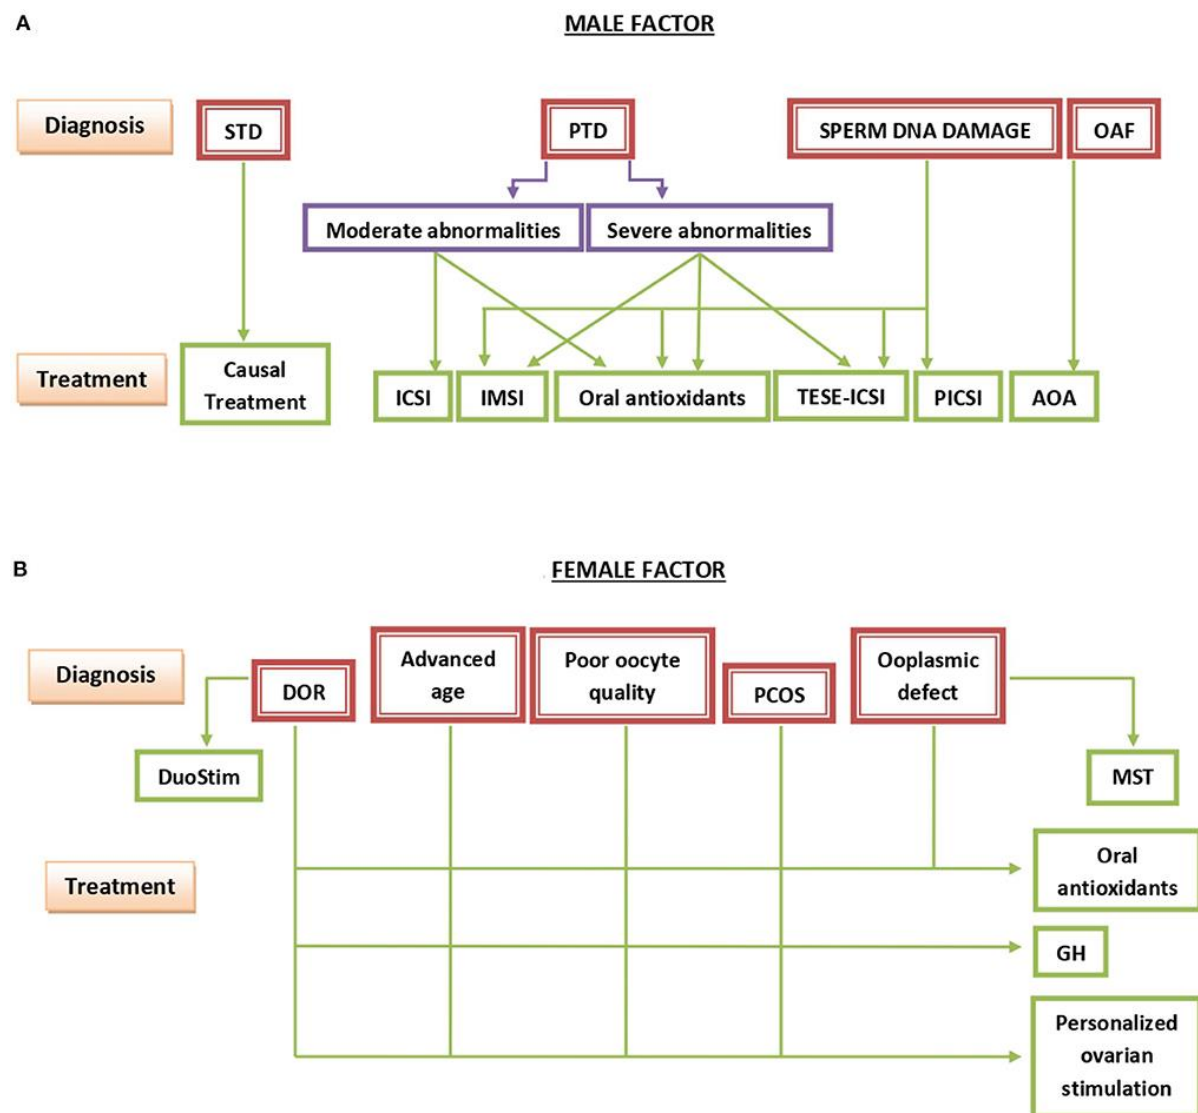 A
MALE FACTOR
Diagnosis
STD
PTD
SPERM DNA DAMAGE
OAF
Moderate abnormalities
Severe abnormalities
Treatment
Causal
Treatment
ICSI
IMSI
Oral antioxidants
TESE-ICSI
PICSI
AOA
B
FEMALE FACTOR
Diagnosis
DOR
Advanced
age
Poor oocyte
quality
PCOS
Ooplasmic
defect
DuoStim
MST
Treatment
Oral
antioxidants
GH
Personalized
ovarian
stimulation